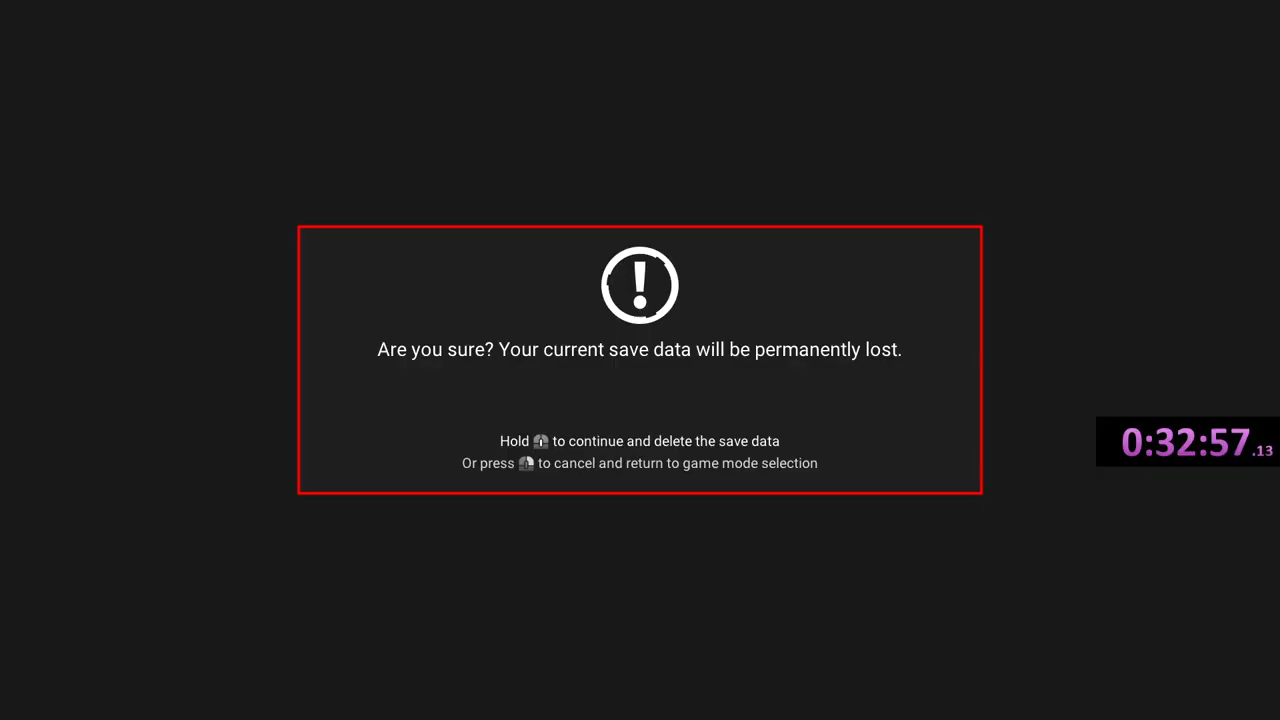 Are you sure? Your current save data will be permanently lost.
Hold to continue and delete the save data
Or press to cancel and return to game mode selection
0:32:57.13